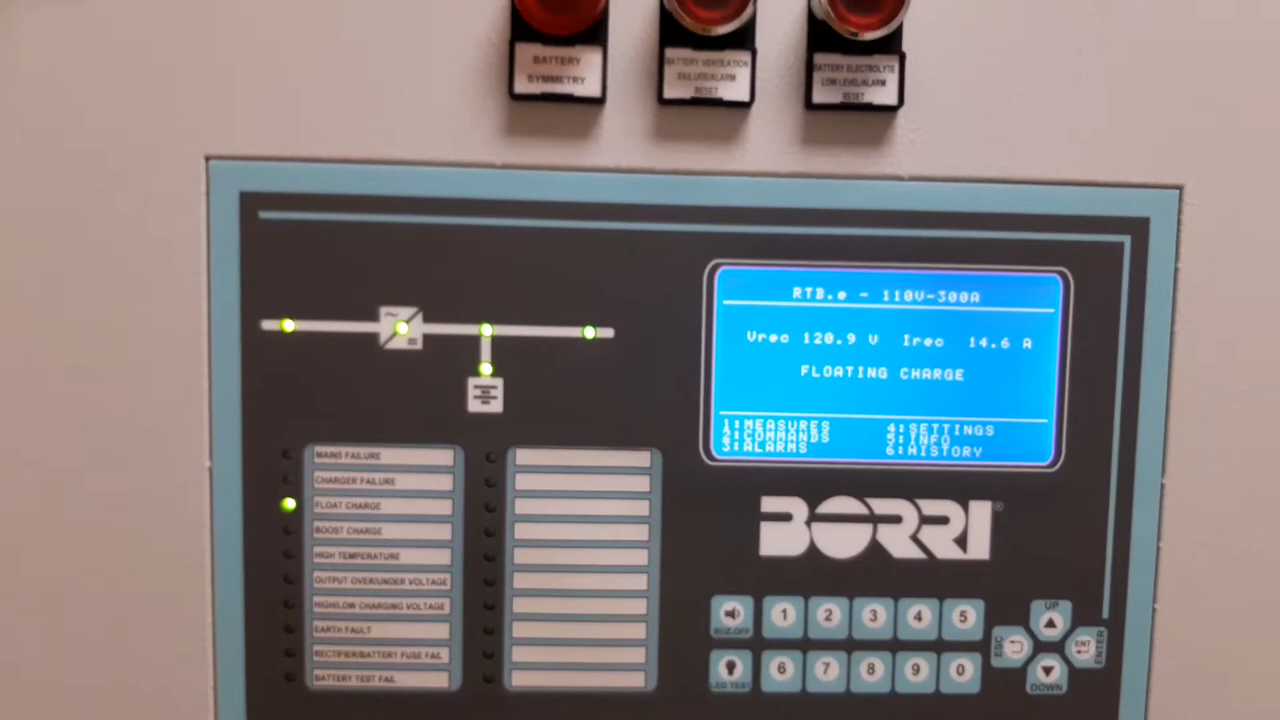 BATTERY
SYMMETRY
BATTERY VENTILATION
FAILURE/ALARM
RESET
BATTERY ELECTROLYTE
LOW LEVEL/ALARM
RESET
RTB.e - 110V-300A
Vrec 120.9 V Irec 14.6 A
FLOATING CHARGE
1:MEASURES 4:SETTINGS
2:COMMANDS 5:INFO
3:ALARMS 6:HISTORY
MAINS FAILURE
CHARGER FAILURE
FLOAT CHARGE
BOOST CHARGE
HIGH TEMPERATURE
OUTPUT OVER/UNDER VOLTAGE
HIGH/LOW CHARGING VOLTAGE
EARTH FAULT
RECTIFIER/BATTERY FUSE FAIL
BATTERY TEST FAIL
BORRI®
1 2 3 4 5
BUZ.OFF
6 7 8 9 0
LED TEST
UP
ESC
ENT
ENTER
DOWN